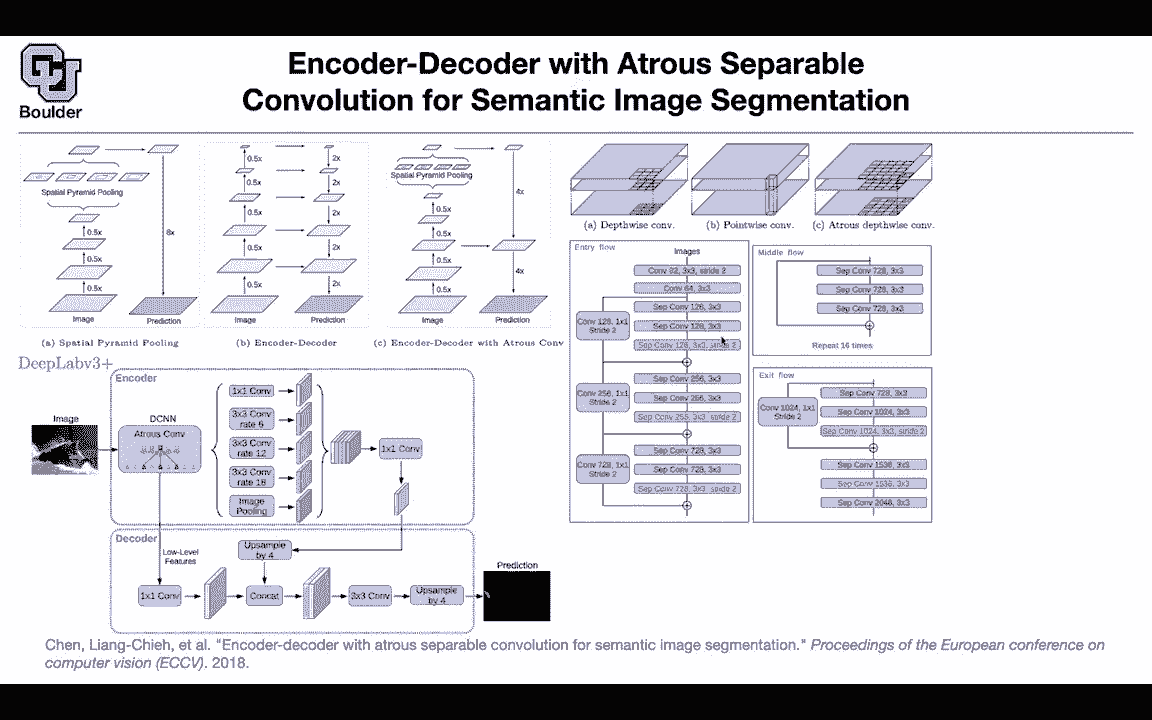 Boulder
Encoder-Decoder with Atrous Separable
Convolution for Semantic Image Segmentation
Spatial Pyramid Pooling
0.5x
0.5x
0.5x
0.5x
8x
Image
Prediction
(a) Spatial Pyramid Pooling
0.5x
0.5x
0.5x
0.5x
0.5x
2x
2x
2x
2x
2x
Image
Prediction
(b) Encoder-Decoder
Spatial Pyramid Pooling
0.5x
0.5x
0.5x
0.5x
4x
4x
Image
Prediction
(c) Encoder-Decoder with Atrous Conv
(a) Depthwise conv.
(b) Pointwise conv.
(c) Atrous depthwise conv.
Entry flow
Images
Conv 32, 3x3, stride 2
Conv 64, 3x3
Sep Conv 128, 3x3
Sep Conv 128, 3x3
Sep Conv 128, 3x3, stride 2
Conv 128, 1x1
Stride 2
Sep Conv 256, 3x3
Sep Conv 256, 3x3
Sep Conv 256, 3x3, stride 2
Conv 256, 1x1
Stride 2
Sep Conv 728, 3x3
Sep Conv 728, 3x3
Sep Conv 728, 3x3, stride 2
Conv 728, 1x1
Stride 2
Middle flow
Sep Conv 728, 3x3
Sep Conv 728, 3x3
Sep Conv 728, 3x3
Repeat 16 times
Exit flow
Sep Conv 728, 3x3
Sep Conv 1024, 3x3
Sep Conv 1024, 3x3, stride 2
Conv 1024, 1x1
Stride 2
Sep Conv 1536, 3x3
Sep Conv 1536, 3x3
Sep Conv 2048, 3x3
DeepLabv3+
Encoder
Image
DCNN
Atrous Conv
1x1 Conv
3x3 Conv
rate 6
3x3 Conv
rate 12
3x3 Conv
rate 18
Image
Pooling
1x1 Conv
Decoder
Low-Level
Features
Upsample
by 4
1x1 Conv
Concat
3x3 Conv
Upsample
by 4
Prediction
Chen, Liang-Chieh, et al. "Encoder-decoder with atrous separable convolution for semantic image segmentation." Proceedings of the European conference on
computer vision (ECCV). 2018.